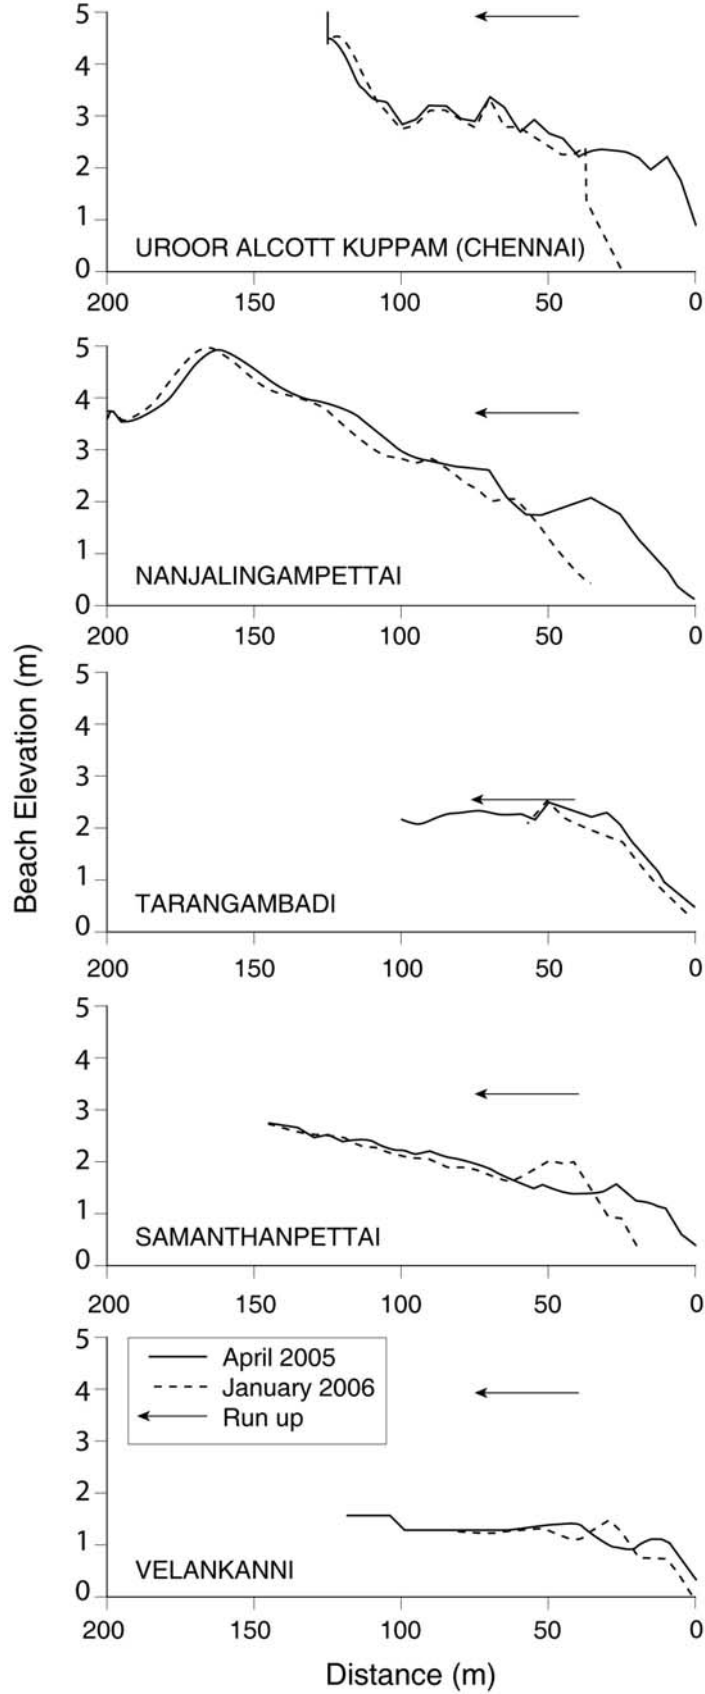 5
4
3
2
1
0
UROOR ALCOTT KUPPAM (CHENNAI)
200 150 100 50 0
5
4
3
2
1
0
NANJALINGAMPETTAI
200 150 100 50 0
Beach Elevation (m)
5
4
3
2
1
0
TARANGAMBADI
200 150 100 50 0
5
4
3
2
1
0
SAMANTHANPETTAI
200 150 100 50 0
5
4
3
2
1
0
April 2005
January 2006
Run up
VELANKANNI
200 150 100 50 0
Distance (m)